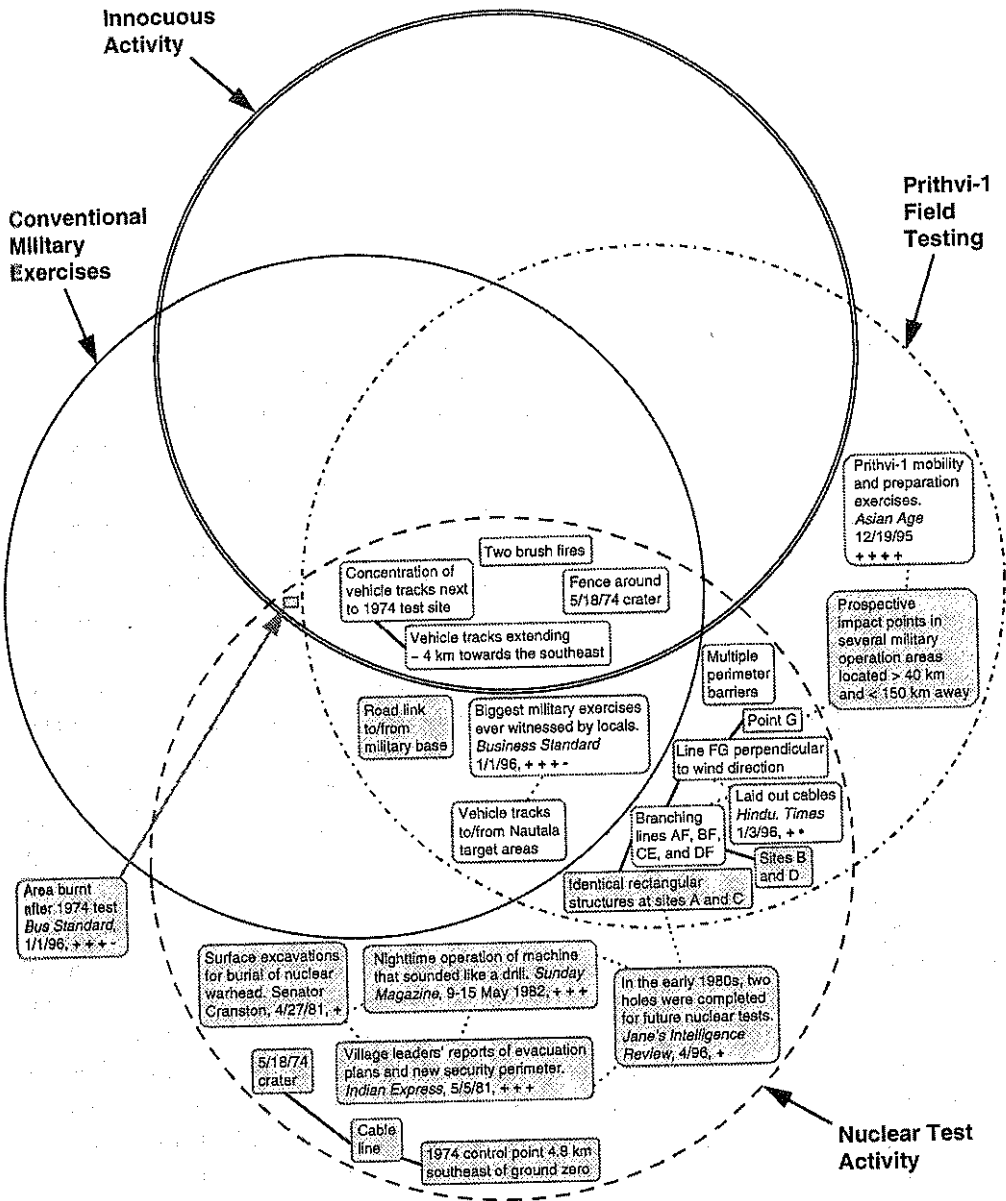 Innocuous
Activity
Conventional
Military
Exercises
Prithvi-1
Field
Testing
Prithvi-1 mobility
and preparation
exercises.
Asian Age
12/19/95
++++
Prospective
impact points in
several military
operation areas
located > 40 km
and < 150 km away
Two brush fires
Concentration of
vehicle tracks next
to 1974 test site
Fence around
5/18/74 crater
Vehicle tracks extending
~ 4 km towards the southeast
Multiple
perimeter
barriers
Road link
to/from
military base
Biggest military exercises
ever witnessed by locals.
Business Standard
1/1/96, +++-
Point G
Line FG perpendicular
to wind direction
Laid out cables
Hindu. Times
1/3/96, +•
Vehicle tracks
to/from Nautala
target areas
Branching
lines AF, BF,
CE, and DF
Sites B
and D
Identical rectangular
structures at sites A and C
Area burnt
after 1974 test
Bus Standard,
1/1/96, +++-
Surface excavations
for burial of nuclear
warhead. Senator
Cranston, 4/27/81, +
Nighttime operation of machine
that sounded like a drill. Sunday
Magazine, 9-15 May 1982, +++
In the early 1980s, two
holes were completed
for future nuclear tests.
Jane's Intelligence
Review, 4/96, +
Village leaders' reports of evacuation
plans and new security perimeter.
Indian Express, 5/5/81, +++
5/18/74
crater
Cable
line
1974 control point 4.8 km
southeast of ground zero
Nuclear Test
Activity